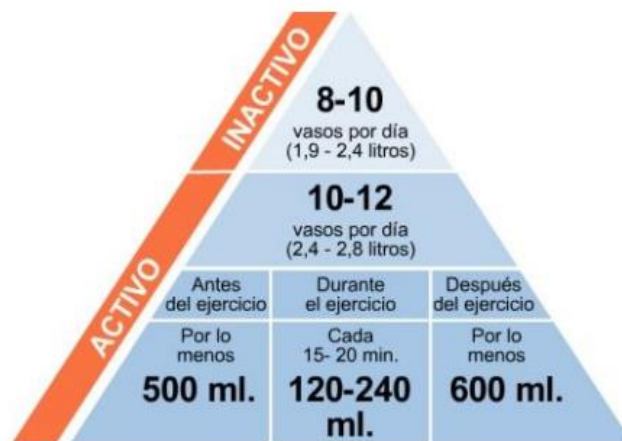 INACTIVO
8-10
vasos por día
(1,9 - 2,4 litros)
ACTIVO
10-12
vasos por día
(2,4 - 2,8 litros)
Antes
del ejercicio
Durante
el ejercicio
Después
del ejercicio
Por lo
menos
500 ml.
Cada
15- 20 min.
120-240
ml.
Por lo
menos
600 ml.